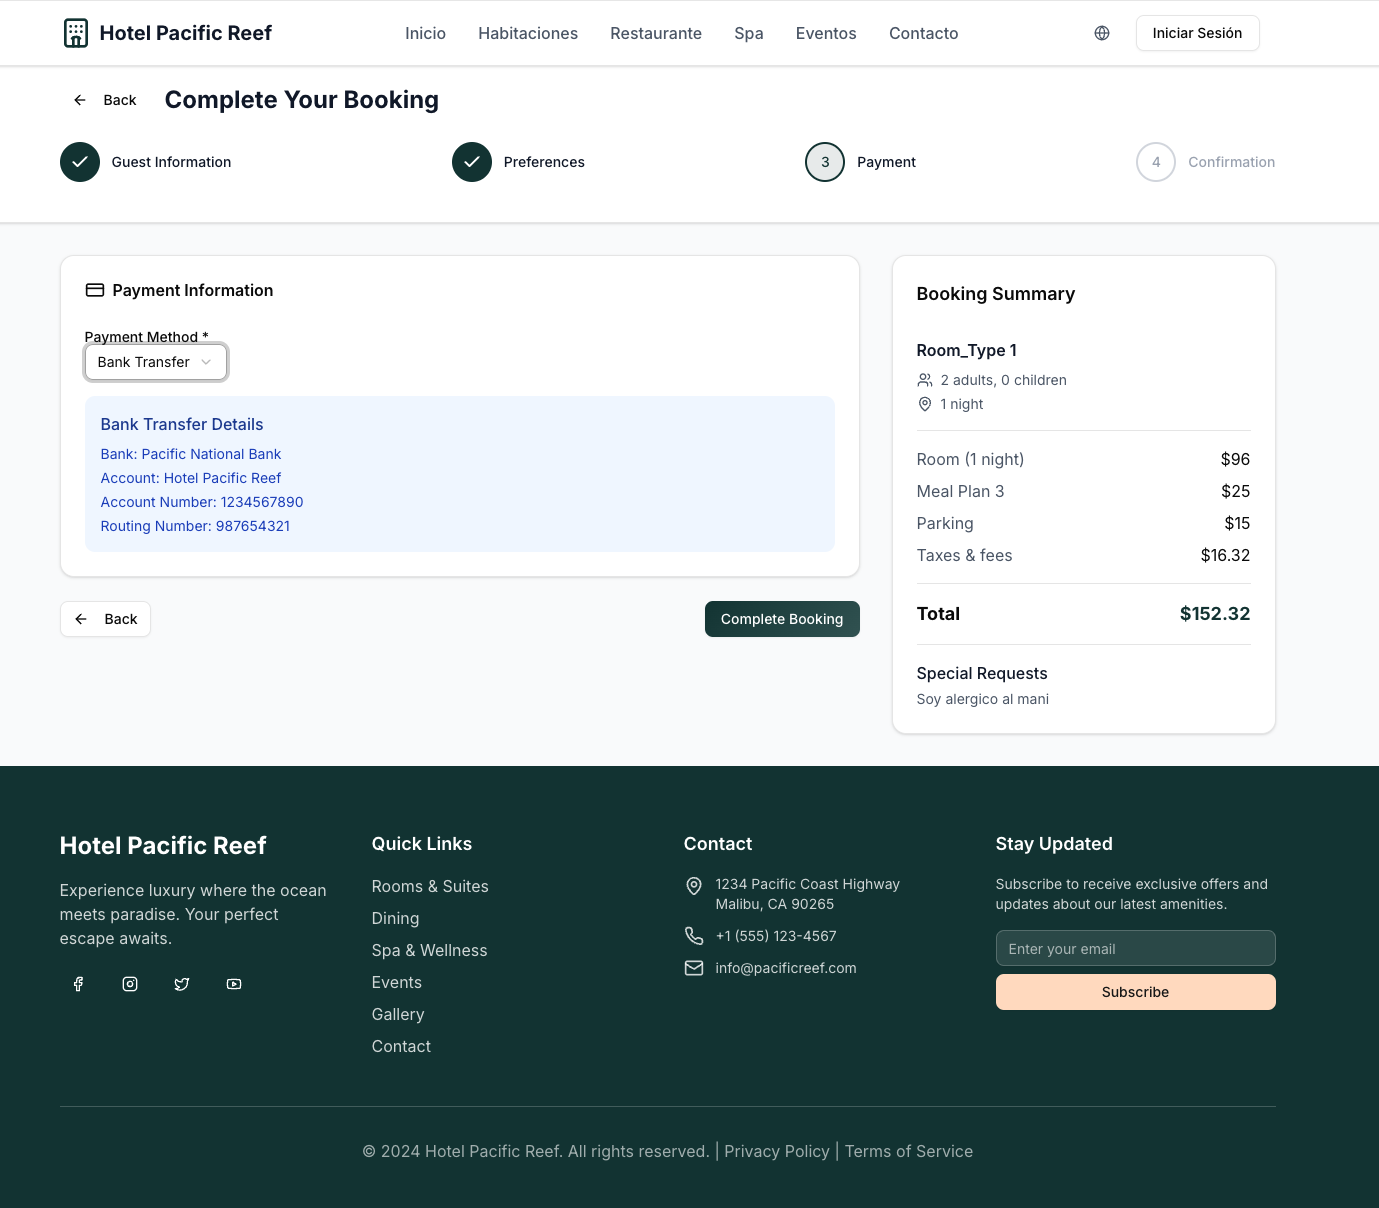 Hotel Pacific Reef
Inicio Habitaciones Restaurante Spa Eventos Contacto
Iniciar Sesión
Back
Complete Your Booking
Guest Information
Preferences
3 Payment
4 Confirmation
Payment Information
Payment Method *
Bank Transfer
Bank Transfer Details
Bank: Pacific National Bank
Account: Hotel Pacific Reef
Account Number: 1234567890
Routing Number: 987654321
Back
Complete Booking
Booking Summary
Room_Type 1
2 adults, 0 children
1 night
Room (1 night) $96
Meal Plan 3 $25
Parking $15
Taxes & fees $16.32
Total $152.32
Special Requests
Soy alergico al mani
Hotel Pacific Reef
Experience luxury where the ocean
meets paradise. Your perfect
escape awaits.
Quick Links
Rooms & Suites
Dining
Spa & Wellness
Events
Gallery
Contact
Contact
1234 Pacific Coast Highway
Malibu, CA 90265
+1 (555) 123-4567
info@pacificreef.com
Stay Updated
Subscribe to receive exclusive offers and
updates about our latest amenities.
Enter your email
Subscribe
© 2024 Hotel Pacific Reef. All rights reserved. | Privacy Policy | Terms of Service